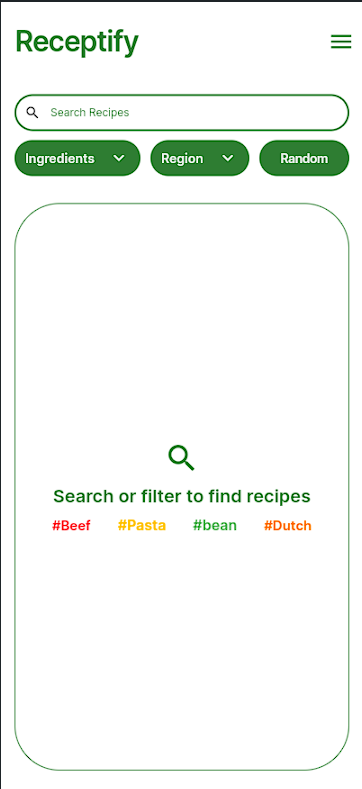 Receptify
Search Recipes
Ingredients Region Random
Search or filter to find recipes
#Beef #Pasta #bean #Dutch